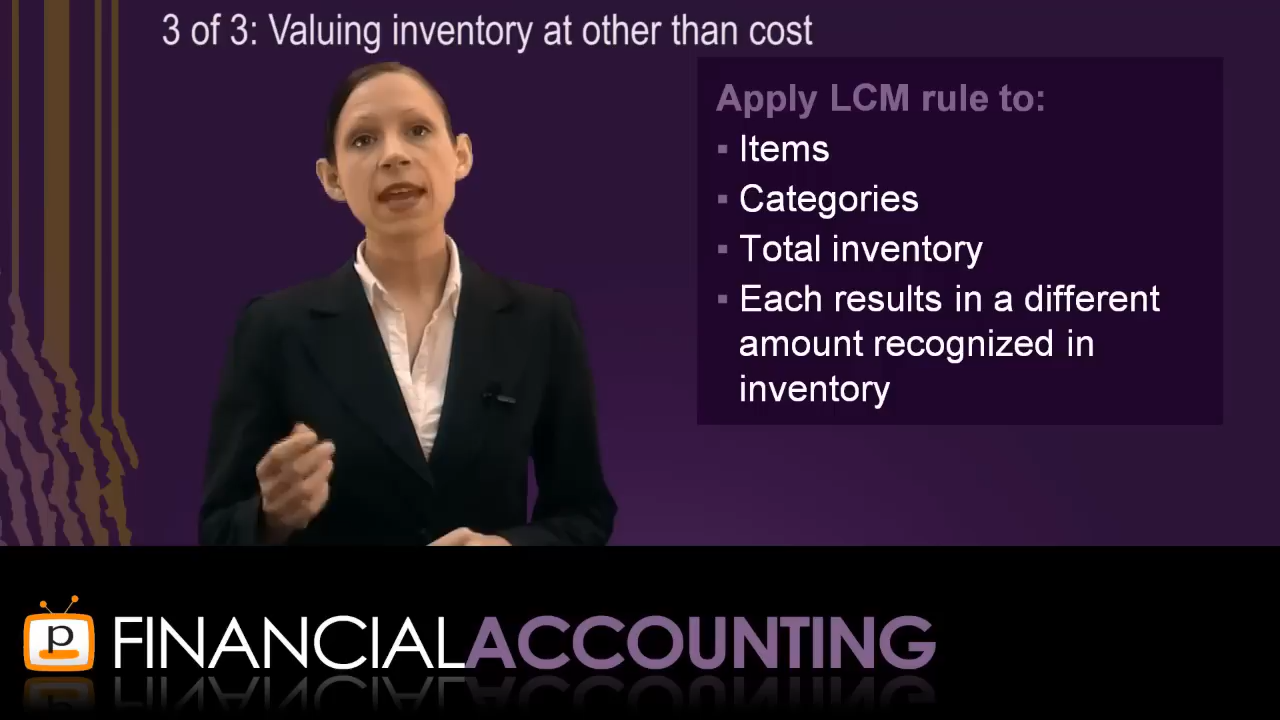 3 of 3: Valuing inventory at other than cost
Apply LCM rule to:
▪ Items
▪ Categories
▪ Total inventory
▪ Each results in a different
amount recognized in
inventory
p
FINANCIALACCOUNTING